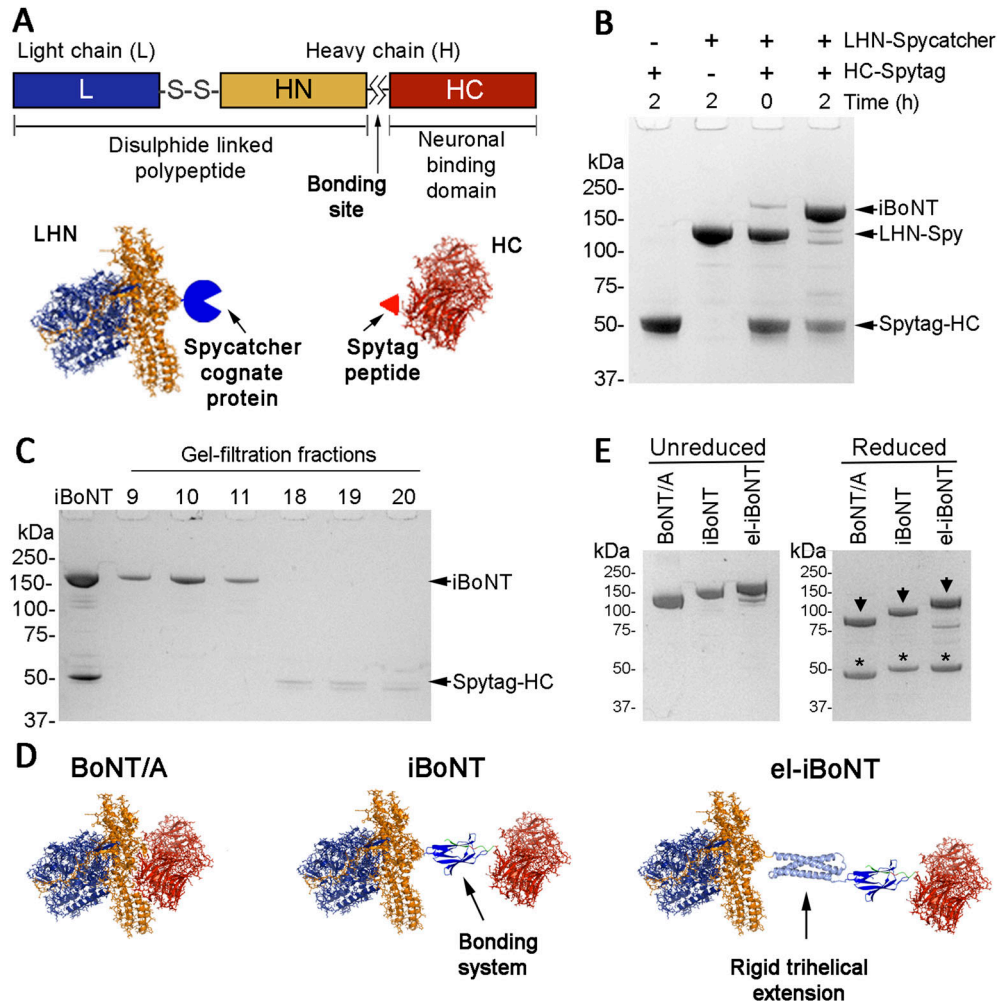 A
Light chain (L)
Heavy chain (H)
L
S-S
HN
HC
Disulphide linked
polypeptide
Bonding
site
Neuronal
binding
domain
LHN
HC
Spycatcher
cognate
protein
Spytag
peptide
B
- + + + LHN-Spycatcher
+ - + + HC-Spytag
2 2 0 2 Time (h)
kDa
250-
150-
100-
75-
50-
37-
iBoNT
LHN-Spy
Spytag-HC
C
Gel-filtration fractions
iBoNT 9 10 11 18 19 20
kDa
250-
150-
100-
75-
50-
37-
iBoNT
Spytag-HC
E
Unreduced
BoNT/A
iBoNT
el-iBoNT
kDa
250-
150-
100-
75-
50-
37-
Reduced
BoNT/A
iBoNT
el-iBoNT
kDa
250-
150-
100-
75-
50-
37-
* * *
D
BoNT/A
iBoNT
el-iBoNT
Bonding
system
Rigid trihelical
extension